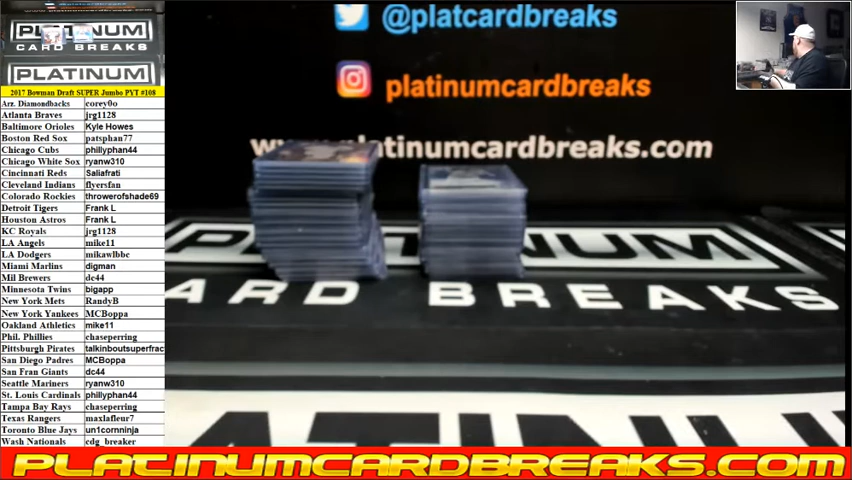 PLATINUM
CARD BREAKS
PLATINUM
2017 Bowman Draft SUPER Jumbo PYT #108
Arz. Diamondbacks corey0o
Atlanta Braves jrg1128
Baltimore Orioles Kyle Howes
Boston Red Sox patsphan77
Chicago Cubs phillyphan44
Chicago White Sox ryanw310
Cincinnati Reds Saliafrati
Cleveland Indians flyersfan
Colorado Rockies throwerofshade69
Detroit Tigers Frank L
Houston Astros Frank L
KC Royals jrg1128
LA Angels mike11
LA Dodgers mikawlbbc
Miami Marlins digman
Mil Brewers dc44
Minnesota Twins bigapp
New York Mets RandyB
New York Yankees MCBoppa
Oakland Athletics mike11
Phil. Phillies chaseperring
Pittsburgh Pirates talkinboutsuperfrac
San Diego Padres MCBoppa
San Fran Giants dc44
Seattle Mariners ryanw310
St. Louis Cardinals phillyphan44
Tampa Bay Rays chaseperring
Texas Rangers maxlafleur7
Toronto Blue Jays un1cornninja
Wash Nationals cdg_breaker
@platcardbreaks
platinumcardbreaks
www.platinumcardbreaks.com
PLATINUM
CARD BREAKS
PLATINUM
PLATINUMCARDBREAKS.COM